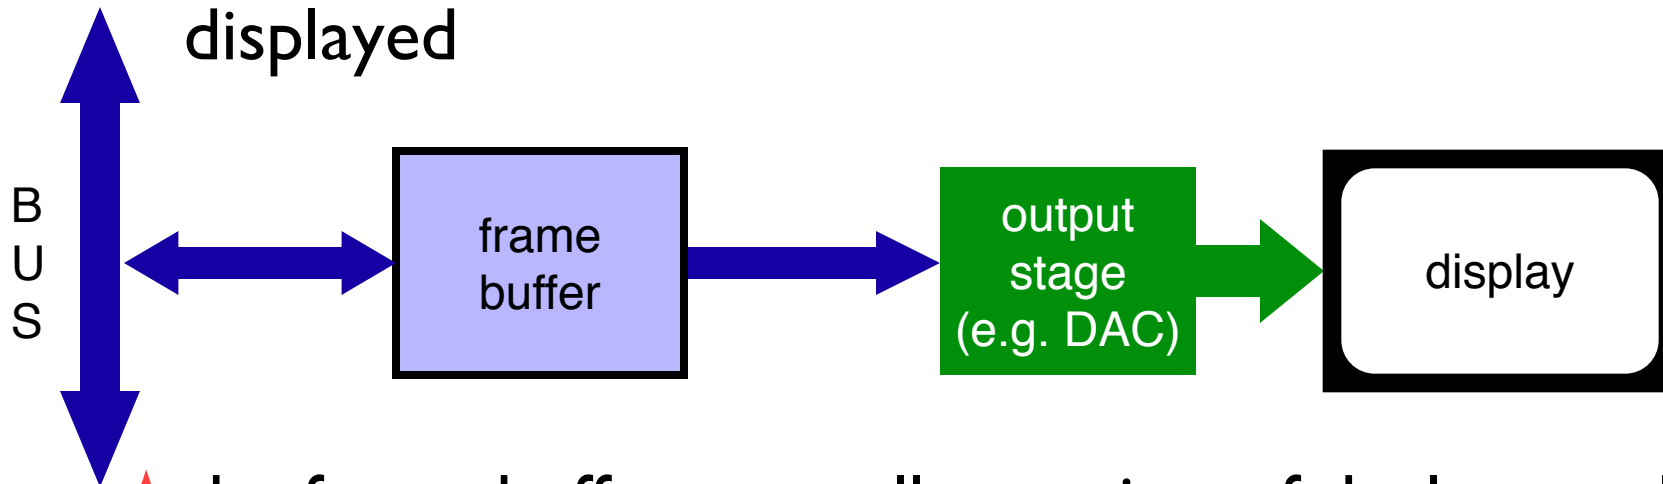 displayed
B
U
S
frame
buffer
output
stage
(e.g. DAC)
display